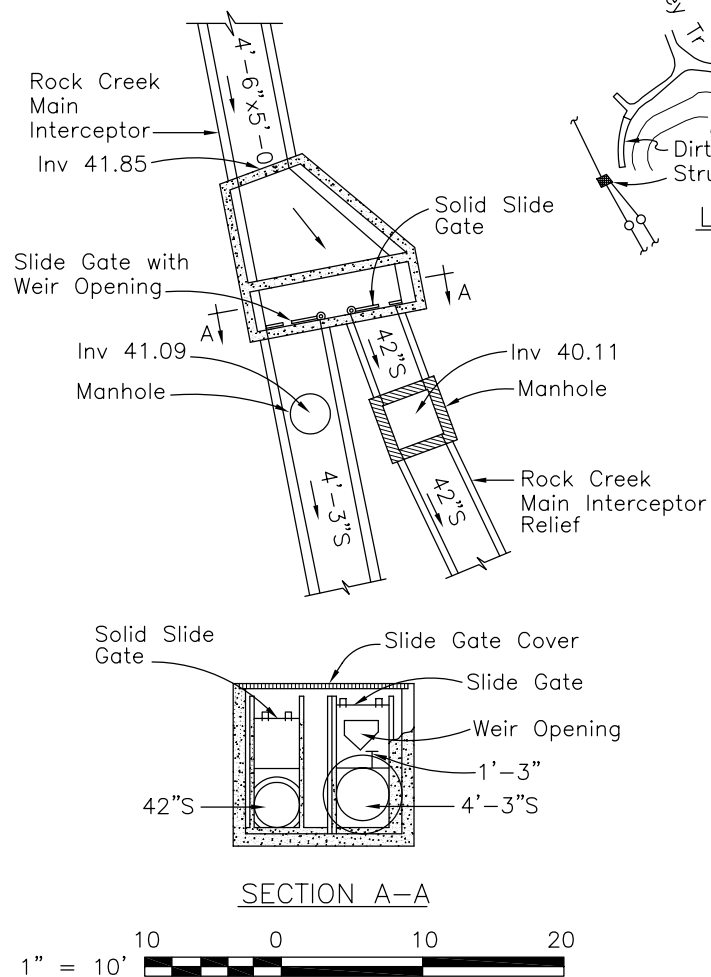 4'-6"x5'-0
Rock Creek
Main
Interceptor
Inv 41.85
Solid Slide
Gate
Slide Gate with
Weir Opening
A
A
Inv 41.09
Manhole
42"S
Inv 40.11
Manhole
4'-3"S
42"S
Rock Creek
Main Interceptor
Relief
Tr
Dirt
Stru
L
Solid Slide
Gate
Slide Gate Cover
Slide Gate
Weir Opening
1'-3"
42"S
4'-3"S
SECTION A-A
1" = 10'
10 0 10 20